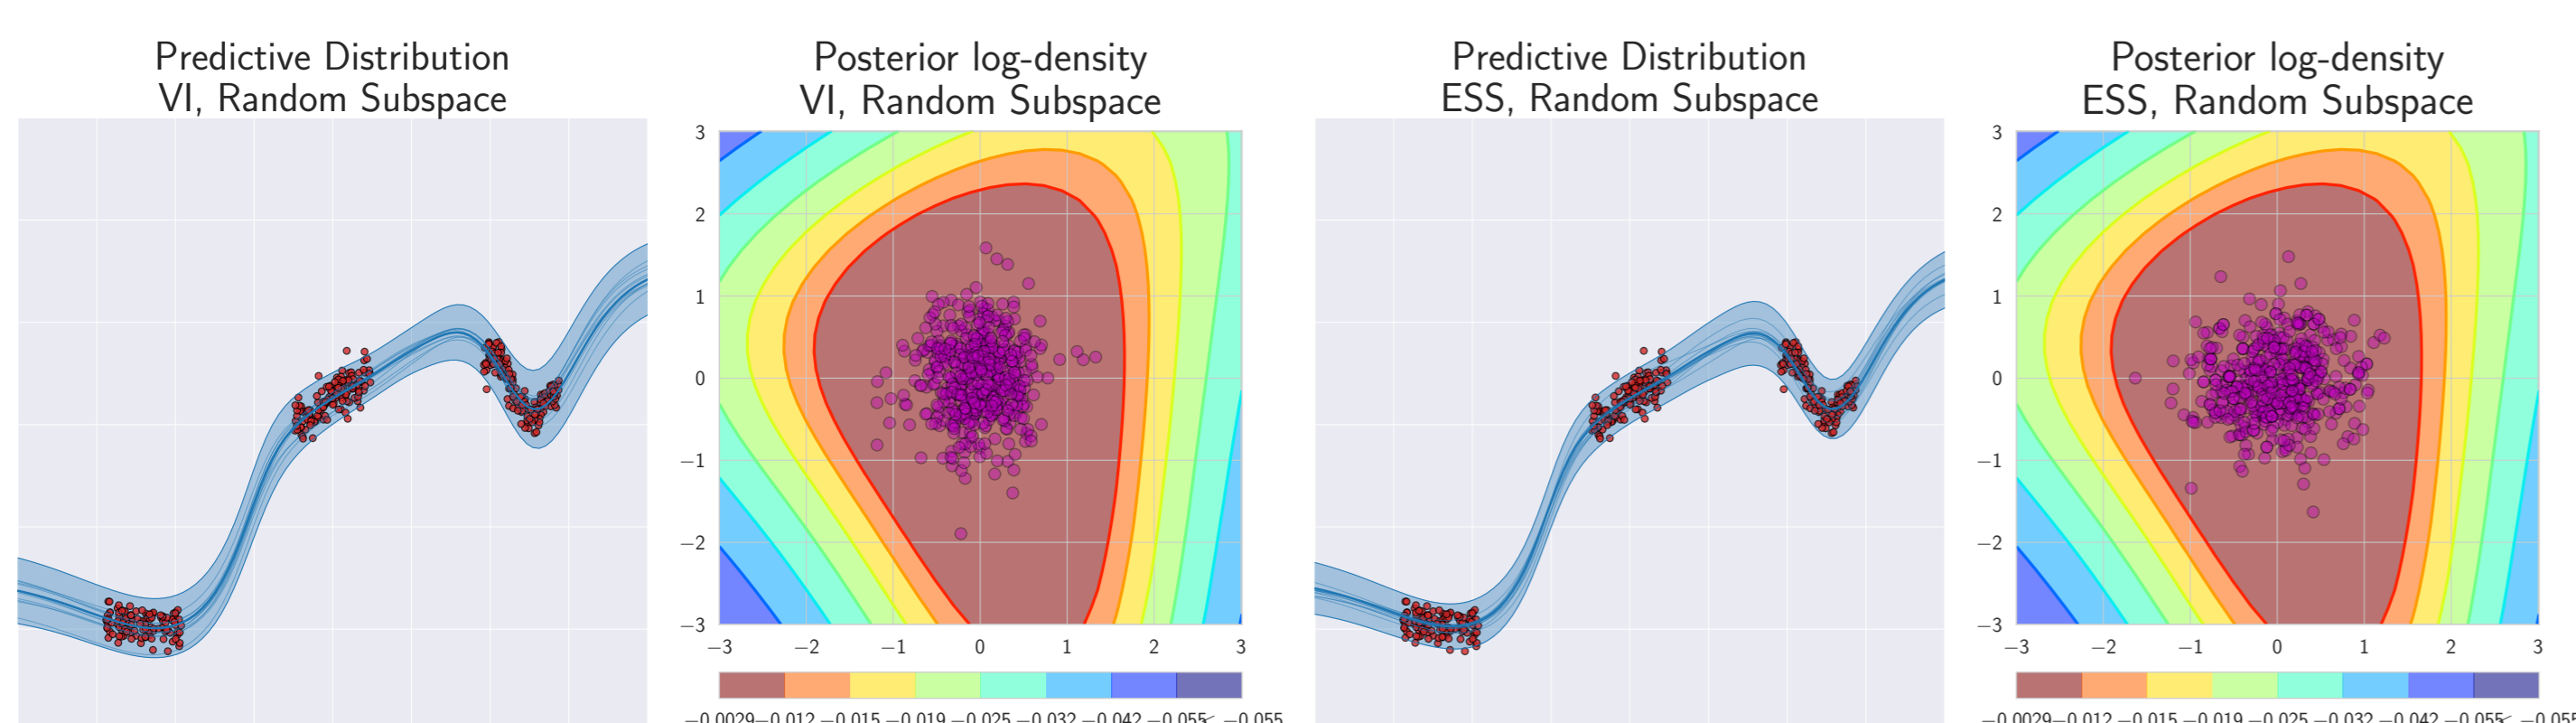 Predictive Distribution
VI, Random Subspace
Posterior log-density
VI, Random Subspace
3
2
1
0
−1
−2
−3
−3 −2 −1 0 1 2 3
−0.0029−0.012 −0.015 −0.019 −0.025 −0.032 −0.042 −0.055< −0.055
Predictive Distribution
ESS, Random Subspace
Posterior log-density
ESS, Random Subspace
3
2
1
0
−1
−2
−3
−3 −2 −1 0 1 2 3
−0.0029−0.012 −0.015 −0.019 −0.025 −0.032 −0.042 −0.055< −0.055